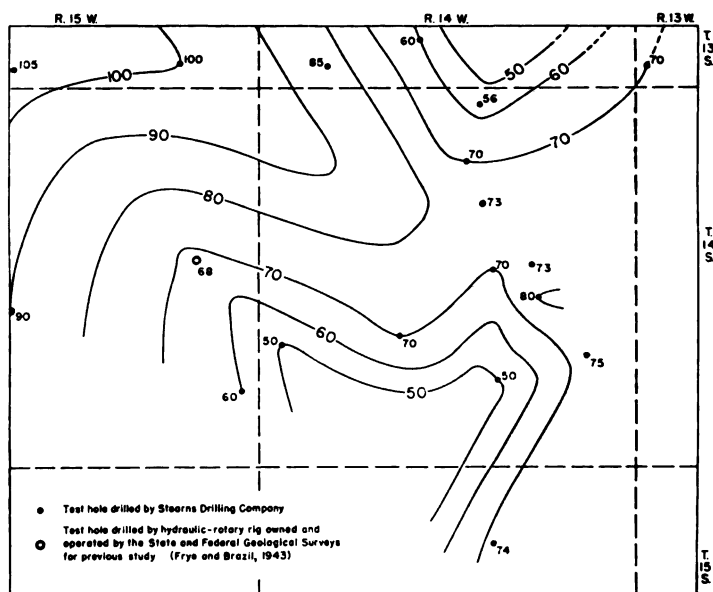 R. 15 W.
R. 14 W.
R. 13 W.
T. 13 S.
60
70
105
100
85
100
50
60
56
90
70
70
80
73
T. 14 S.
68
70
70
73
80
90
60
70
50
75
50
60
50
Test hole drilled by Stearns Drilling Company
Test hole drilled by hydraulic-rotary rig owned and
operated by the State and Federal Geological Surveys
for previous study (Frye and Brazil, 1943)
74
T. 15 S.